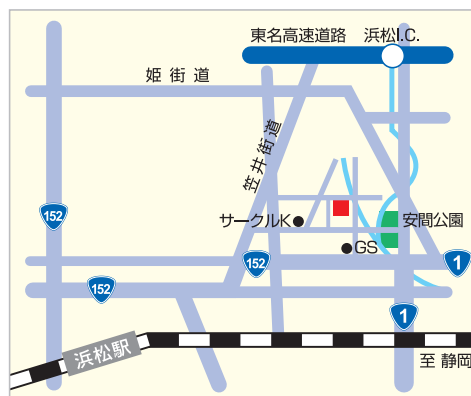 東名高速道路
浜松I.C.
姫街道
笠井街道
152
サークルK
安間公園
GS
152
1
152
1
浜松駅
至 静岡